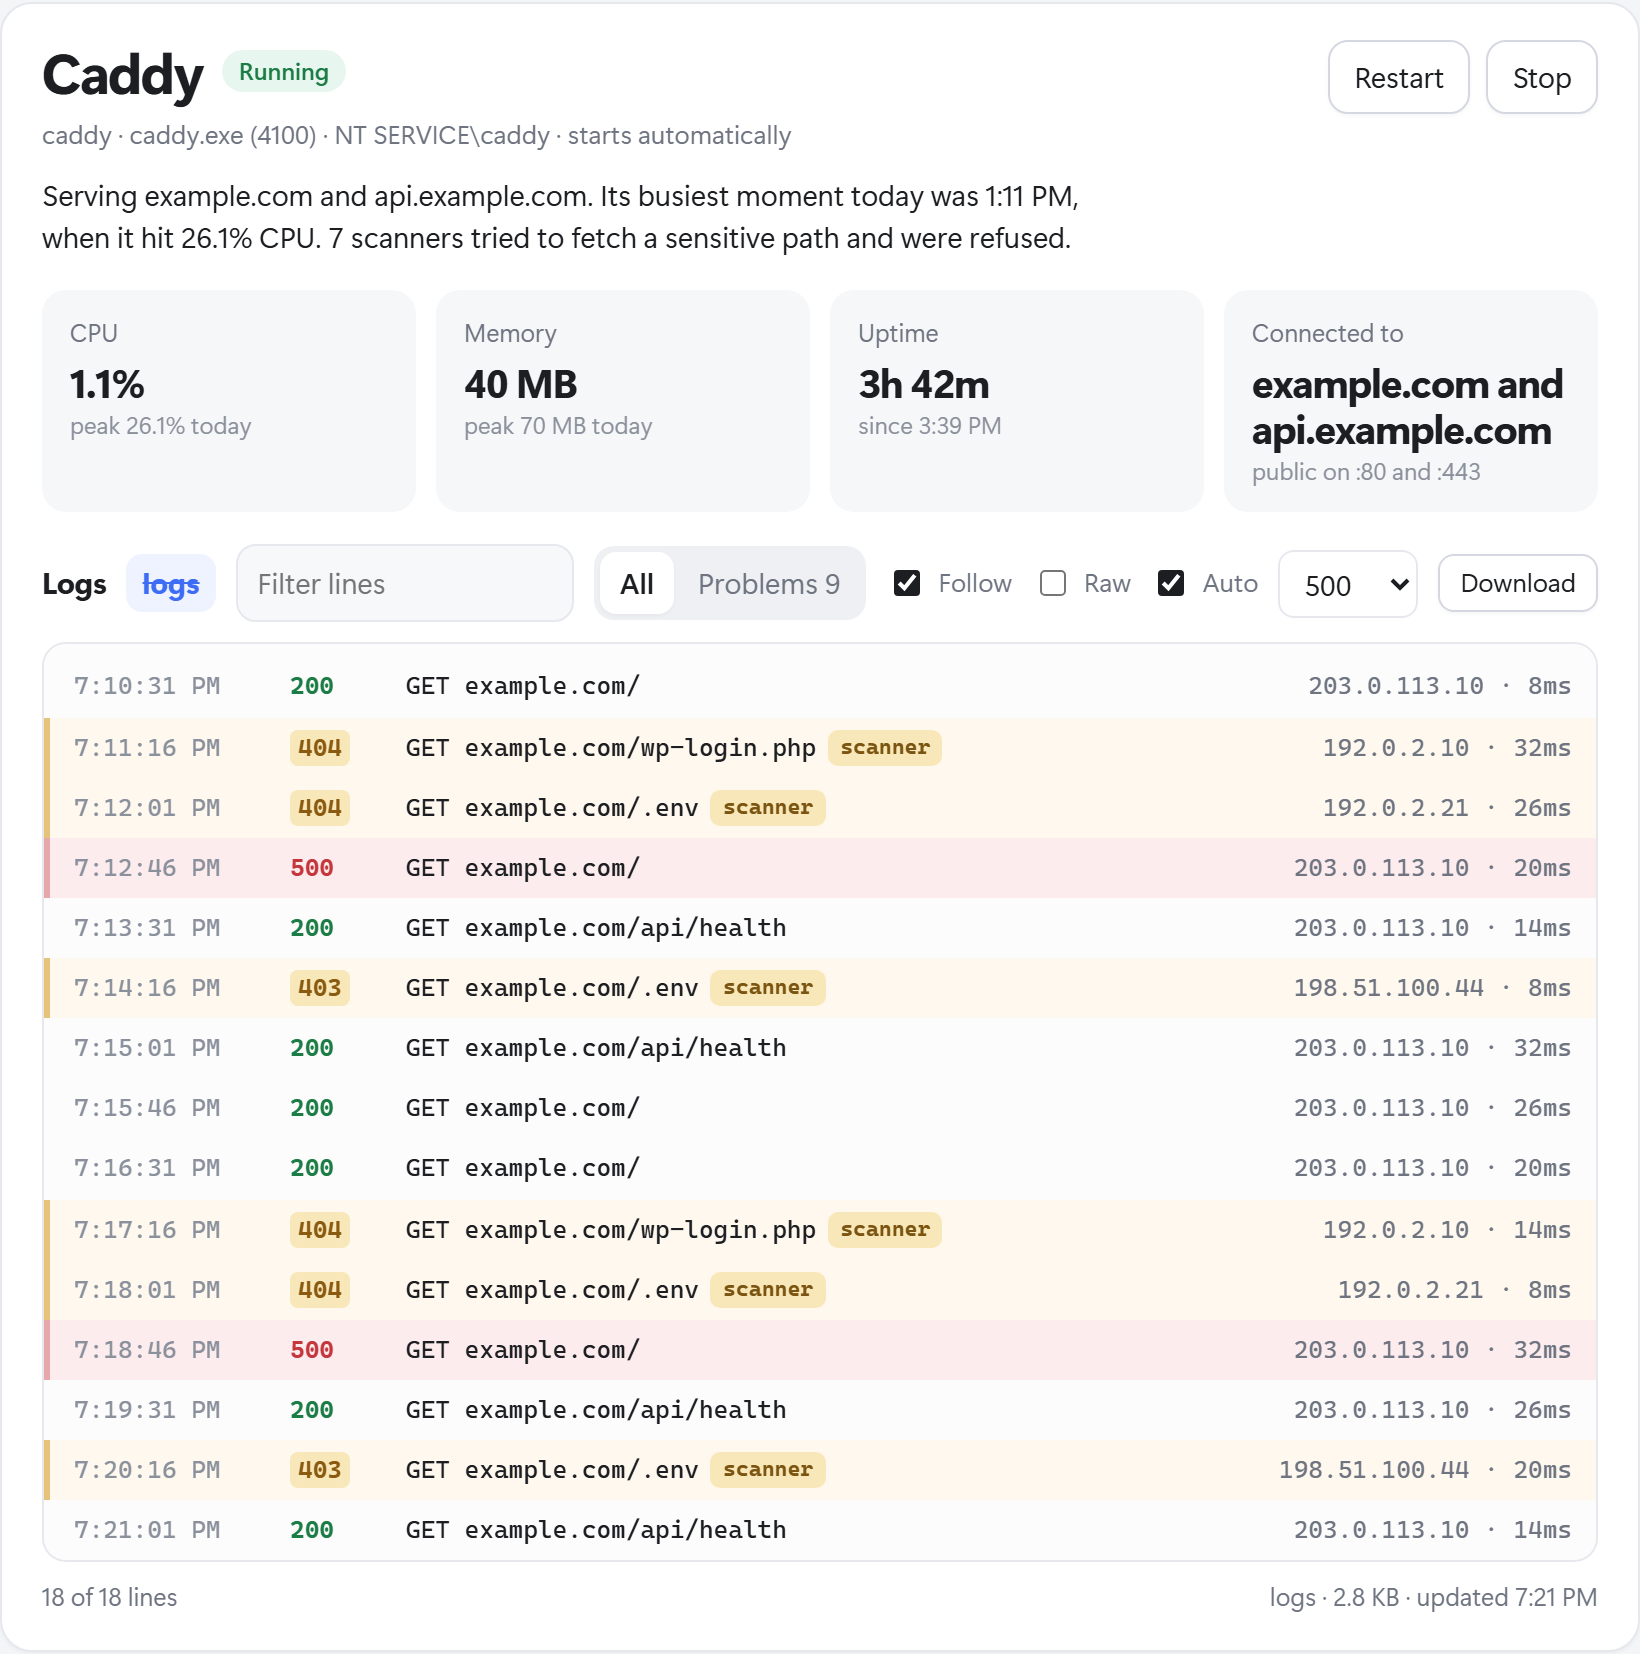 Caddy Running Restart Stop
caddy · caddy.exe (4100) · NT SERVICE\caddy · starts automatically
Serving example.com and api.example.com. Its busiest moment today was 1:11 PM,
when it hit 26.1% CPU. 7 scanners tried to fetch a sensitive path and were refused.
CPU
1.1%
peak 26.1% today
Memory
40 MB
peak 70 MB today
Uptime
3h 42m
since 3:39 PM
Connected to
example.com and
api.example.com
public on :80 and :443
Logs logs Filter lines All Problems 9 Follow Raw Auto 500 Download
7:10:31 PM 200 GET example.com/ 203.0.113.10 · 8ms
7:11:16 PM 404 GET example.com/wp-login.php scanner 192.0.2.10 · 32ms
7:12:01 PM 404 GET example.com/.env scanner 192.0.2.21 · 26ms
7:12:46 PM 500 GET example.com/ 203.0.113.10 · 20ms
7:13:31 PM 200 GET example.com/api/health 203.0.113.10 · 14ms
7:14:16 PM 403 GET example.com/.env scanner 198.51.100.44 · 8ms
7:15:01 PM 200 GET example.com/api/health 203.0.113.10 · 32ms
7:15:46 PM 200 GET example.com/ 203.0.113.10 · 26ms
7:16:31 PM 200 GET example.com/ 203.0.113.10 · 20ms
7:17:16 PM 404 GET example.com/wp-login.php scanner 192.0.2.10 · 14ms
7:18:01 PM 404 GET example.com/.env scanner 192.0.2.21 · 8ms
7:18:46 PM 500 GET example.com/ 203.0.113.10 · 32ms
7:19:31 PM 200 GET example.com/api/health 203.0.113.10 · 26ms
7:20:16 PM 403 GET example.com/.env scanner 198.51.100.44 · 20ms
7:21:01 PM 200 GET example.com/api/health 203.0.113.10 · 14ms
18 of 18 lines logs · 2.8 KB · updated 7:21 PM